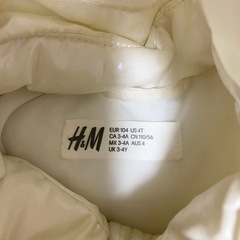 H&M
EUR 104 US 4T
CA 3-4A CN 110/56
MX 3-4A AUS 4
UK 3-4Y